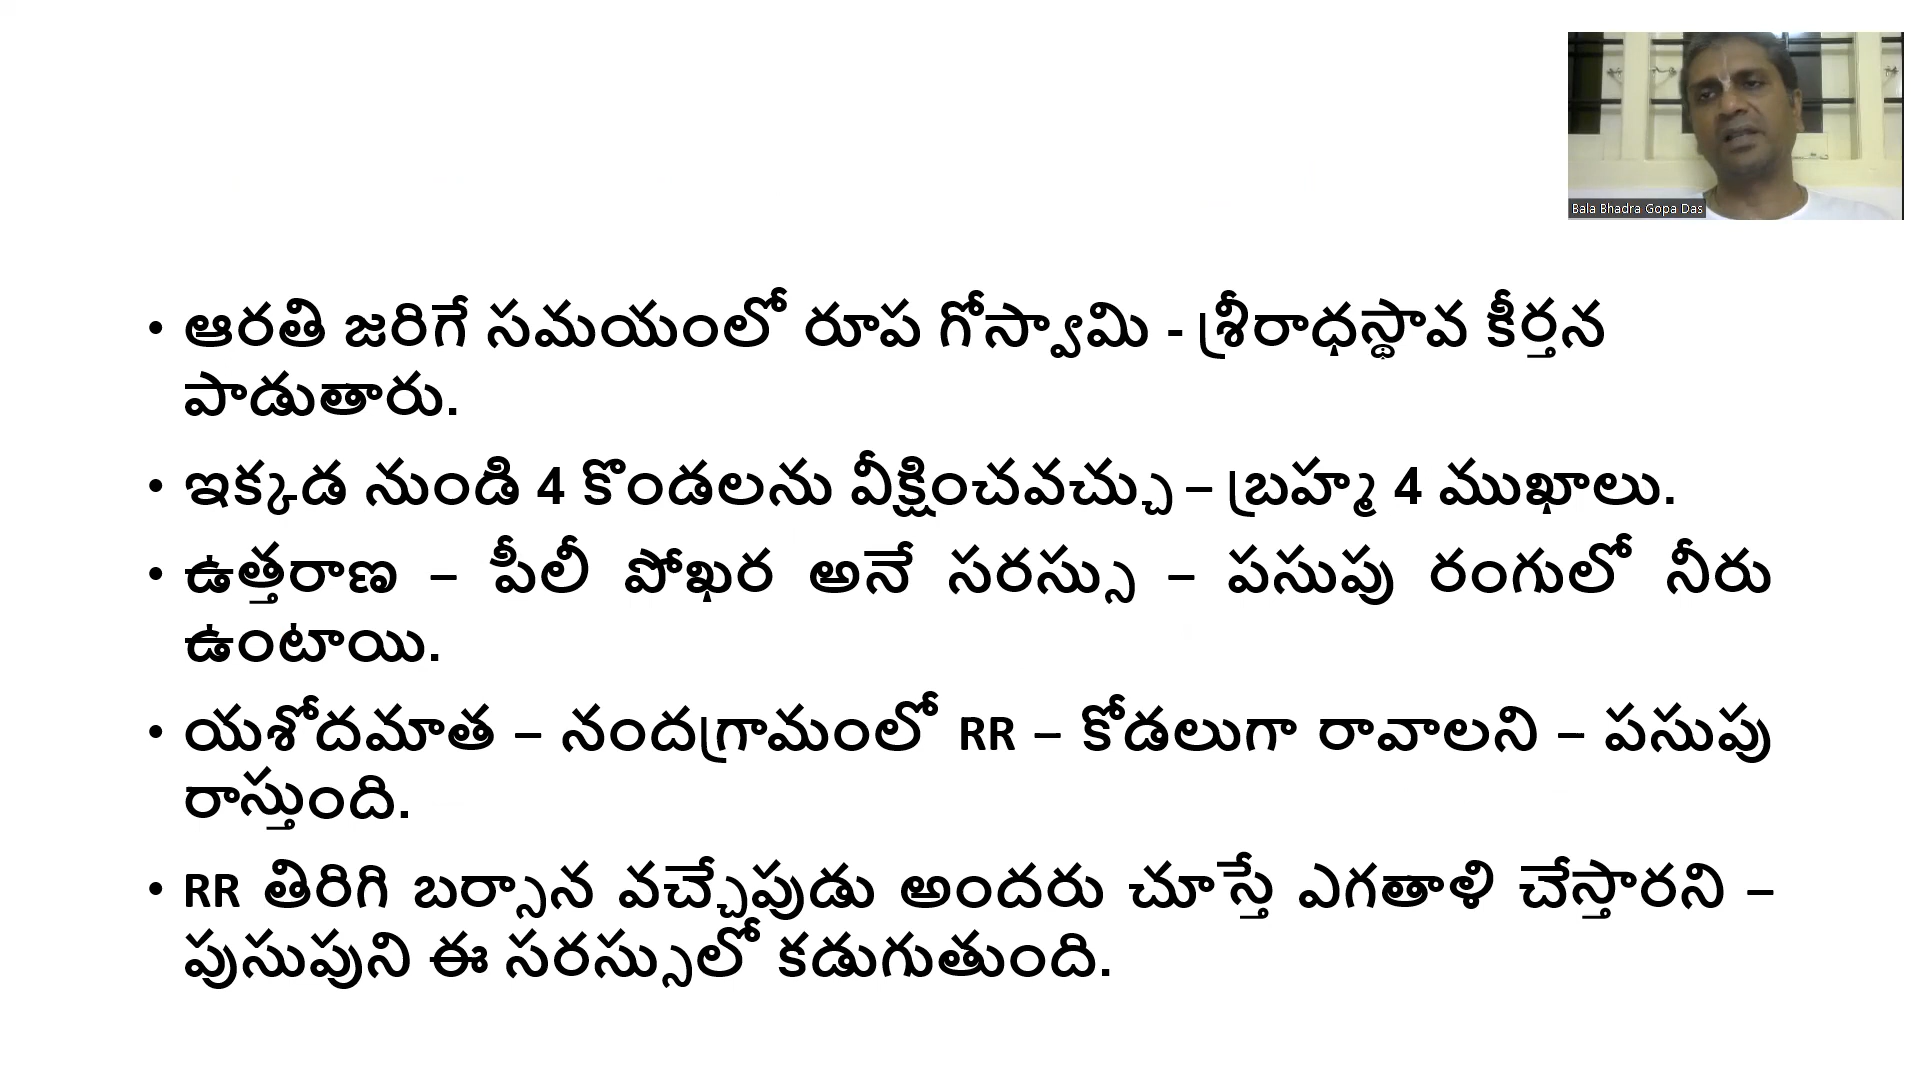 Bala Bhadra Gopa Das
• ఆరతి జరిగే సమయంలో రూప గోస్వామి - శ్రీరాధస్థావ కీర్తన
పాడుతారు.
• ఇక్కడ నుండి 4 కొండలను వీక్షించవచ్చు – బ్రహ్మ 4 ముఖాలు.
• ఉత్తరాణ – పీలీ పోఖర అనే సరస్సు – పసుపు రంగులో నీరు
ఉంటాయి.
• యశోదమాత – నందగ్రామంలో RR – కోడలుగా రావాలని – పసుపు
రాస్తుంది.
• RR తిరిగి బర్సాన వచ్చేపుడు అందరు చూస్తే ఎగతాళి చేస్తారని –
పుసుపుని ఈ సరస్సులో కడుగుతుంది.